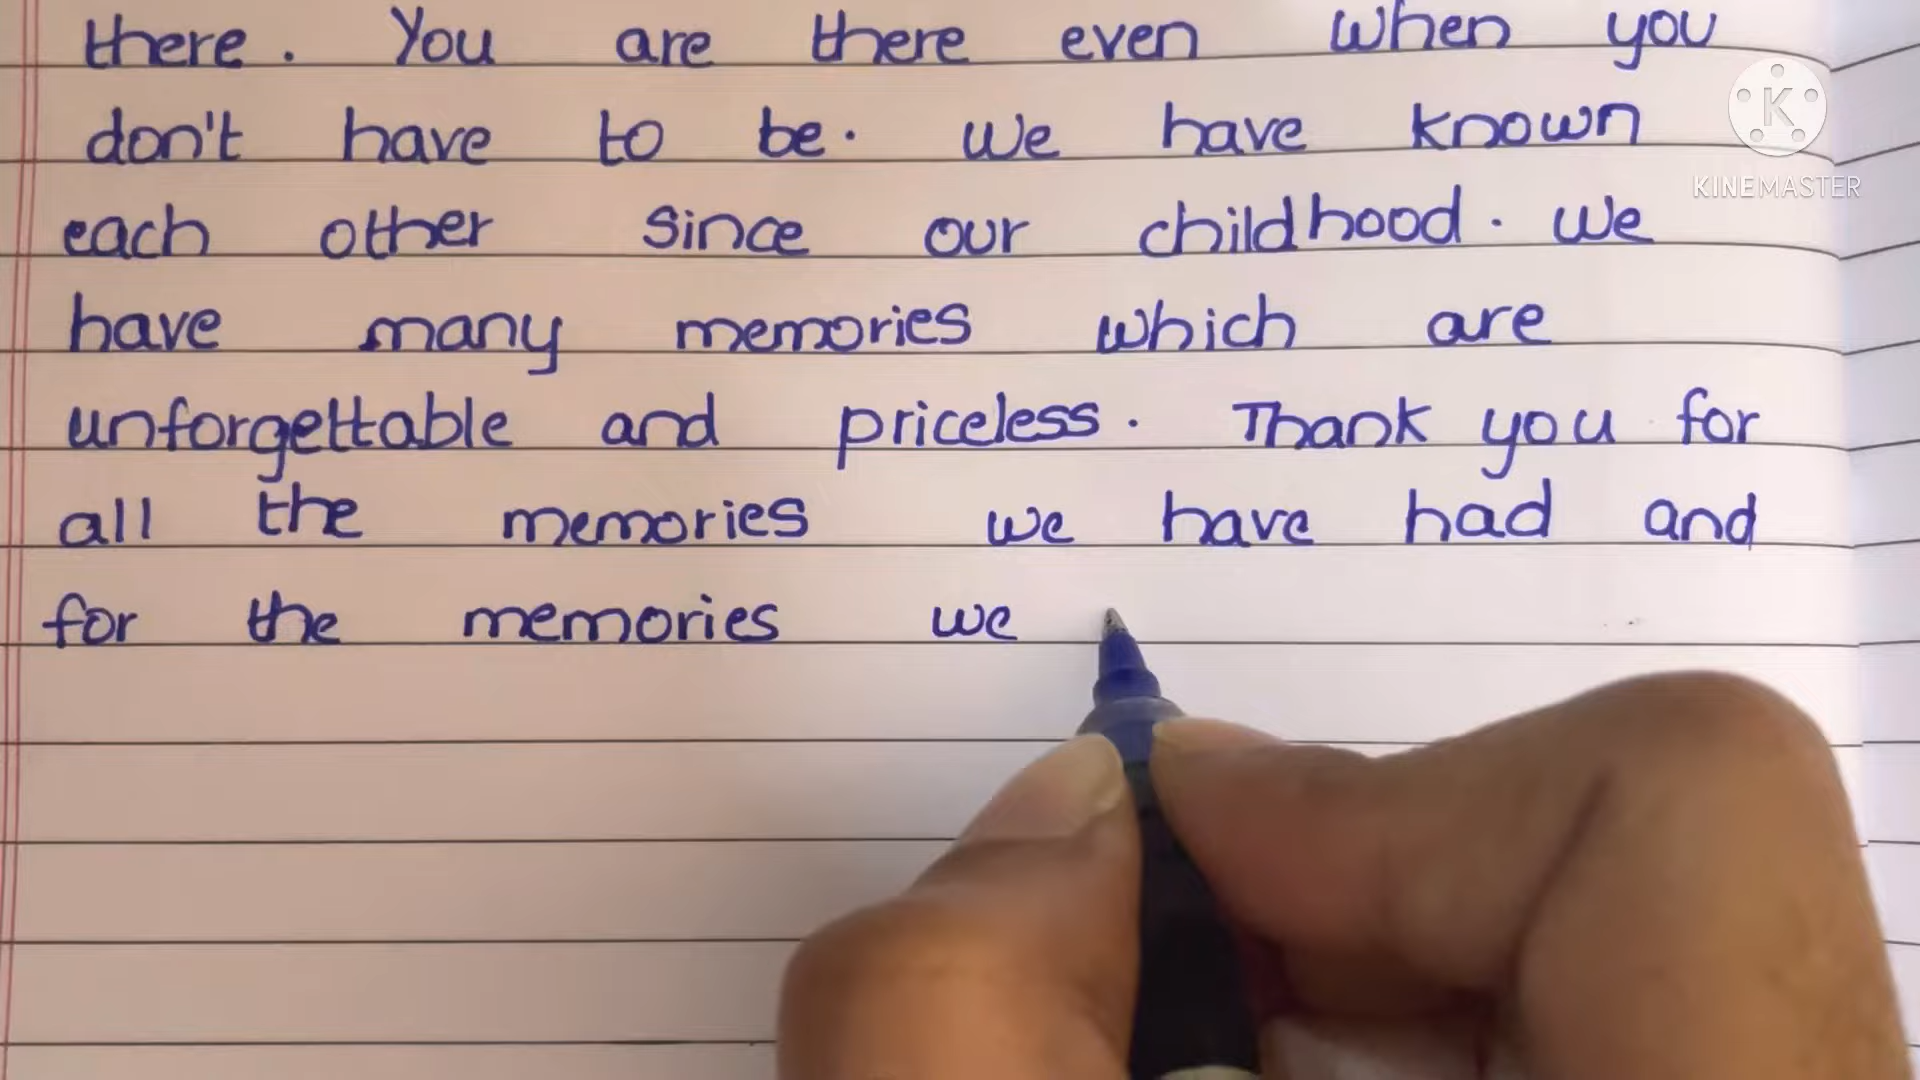 there. You are there even when you
don't have to be. We have known
each other since our childhood. We
have many memories which are
unforgettable and priceless. Thank you for
all the memories we have had and
for the memories we
KINEMASTER